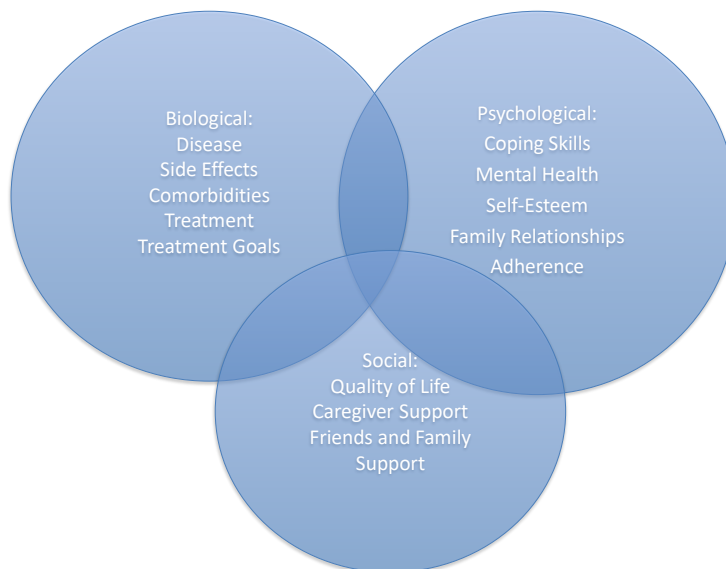 Biological:
Disease
Side Effects
Comorbidities
Treatment
Treatment Goals
Psychological:
Coping Skills
Mental Health
Self-Esteem
Family Relationships
Adherence
Social:
Quality of Life
Caregiver Support
Friends and Family
Support